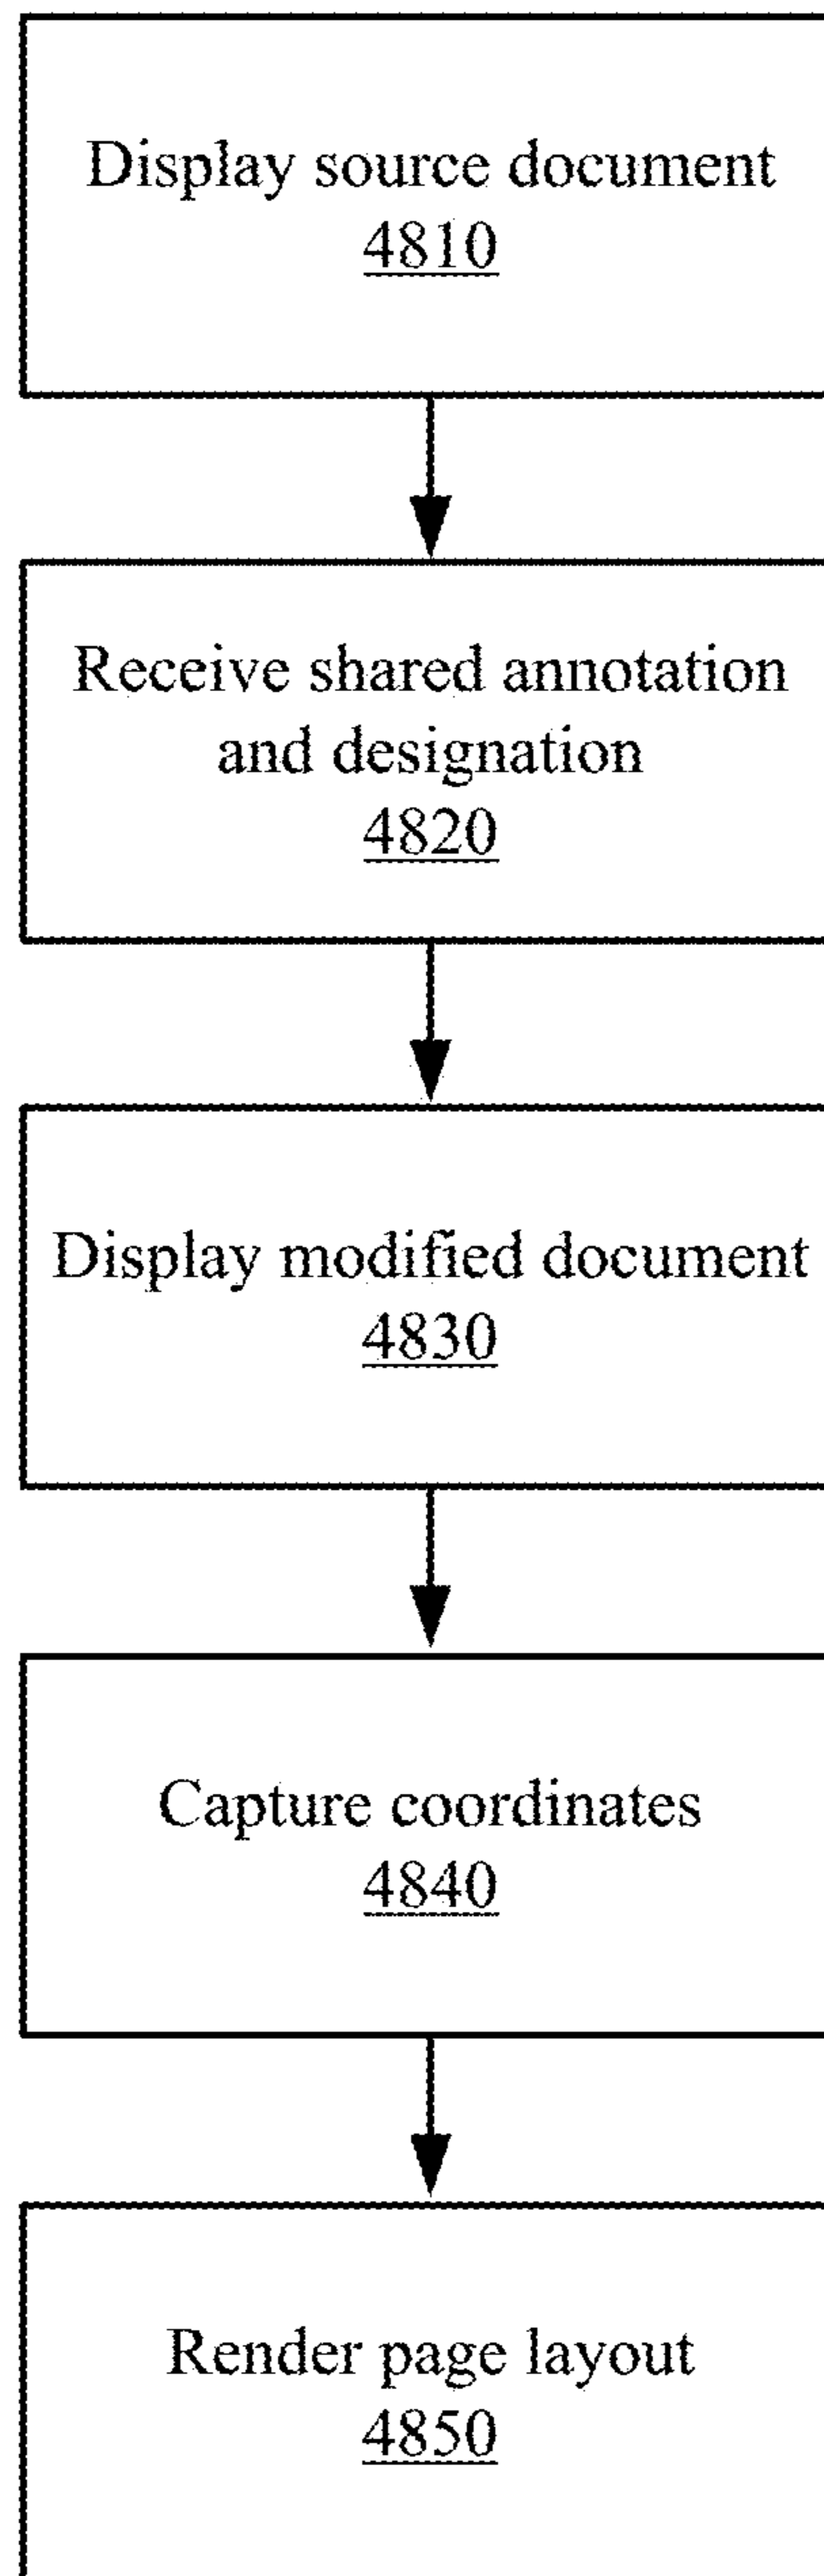 Display source document
4810
Receive shared annotation
and designation
4820
Display modified document
4830
Capture coordinates
4840
Render page layout
4850